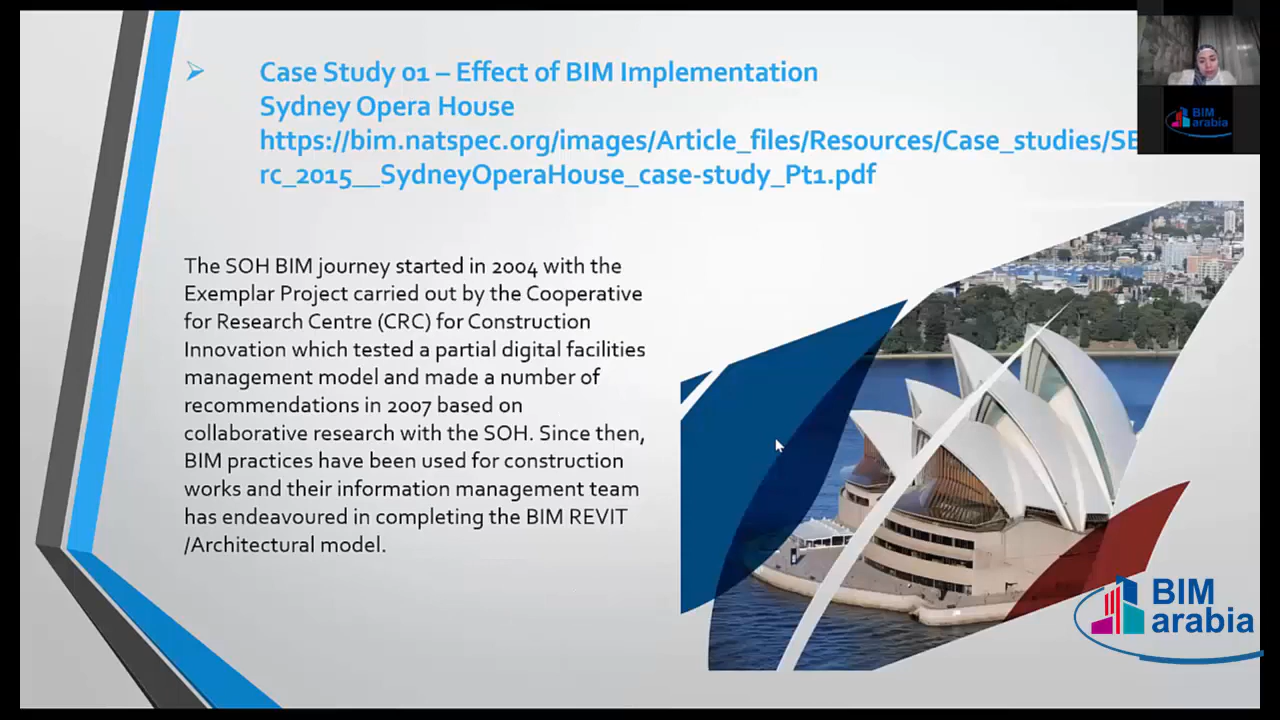 Case Study 01 – Effect of BIM Implementation
Sydney Opera House
https://bim.natspec.org/images/Article_files/Resources/Case_studies/SB
rc_2015__SydneyOperaHouse_case-study_Pt1.pdf
The SOH BIM journey started in 2004 with the
Exemplar Project carried out by the Cooperative
for Research Centre (CRC) for Construction
Innovation which tested a partial digital facilities
management model and made a number of
recommendations in 2007 based on
collaborative research with the SOH. Since then,
BIM practices have been used for construction
works and their information management team
has endeavoured in completing the BIM REVIT
/Architectural model.
BIM
arabia
BIM
arabia